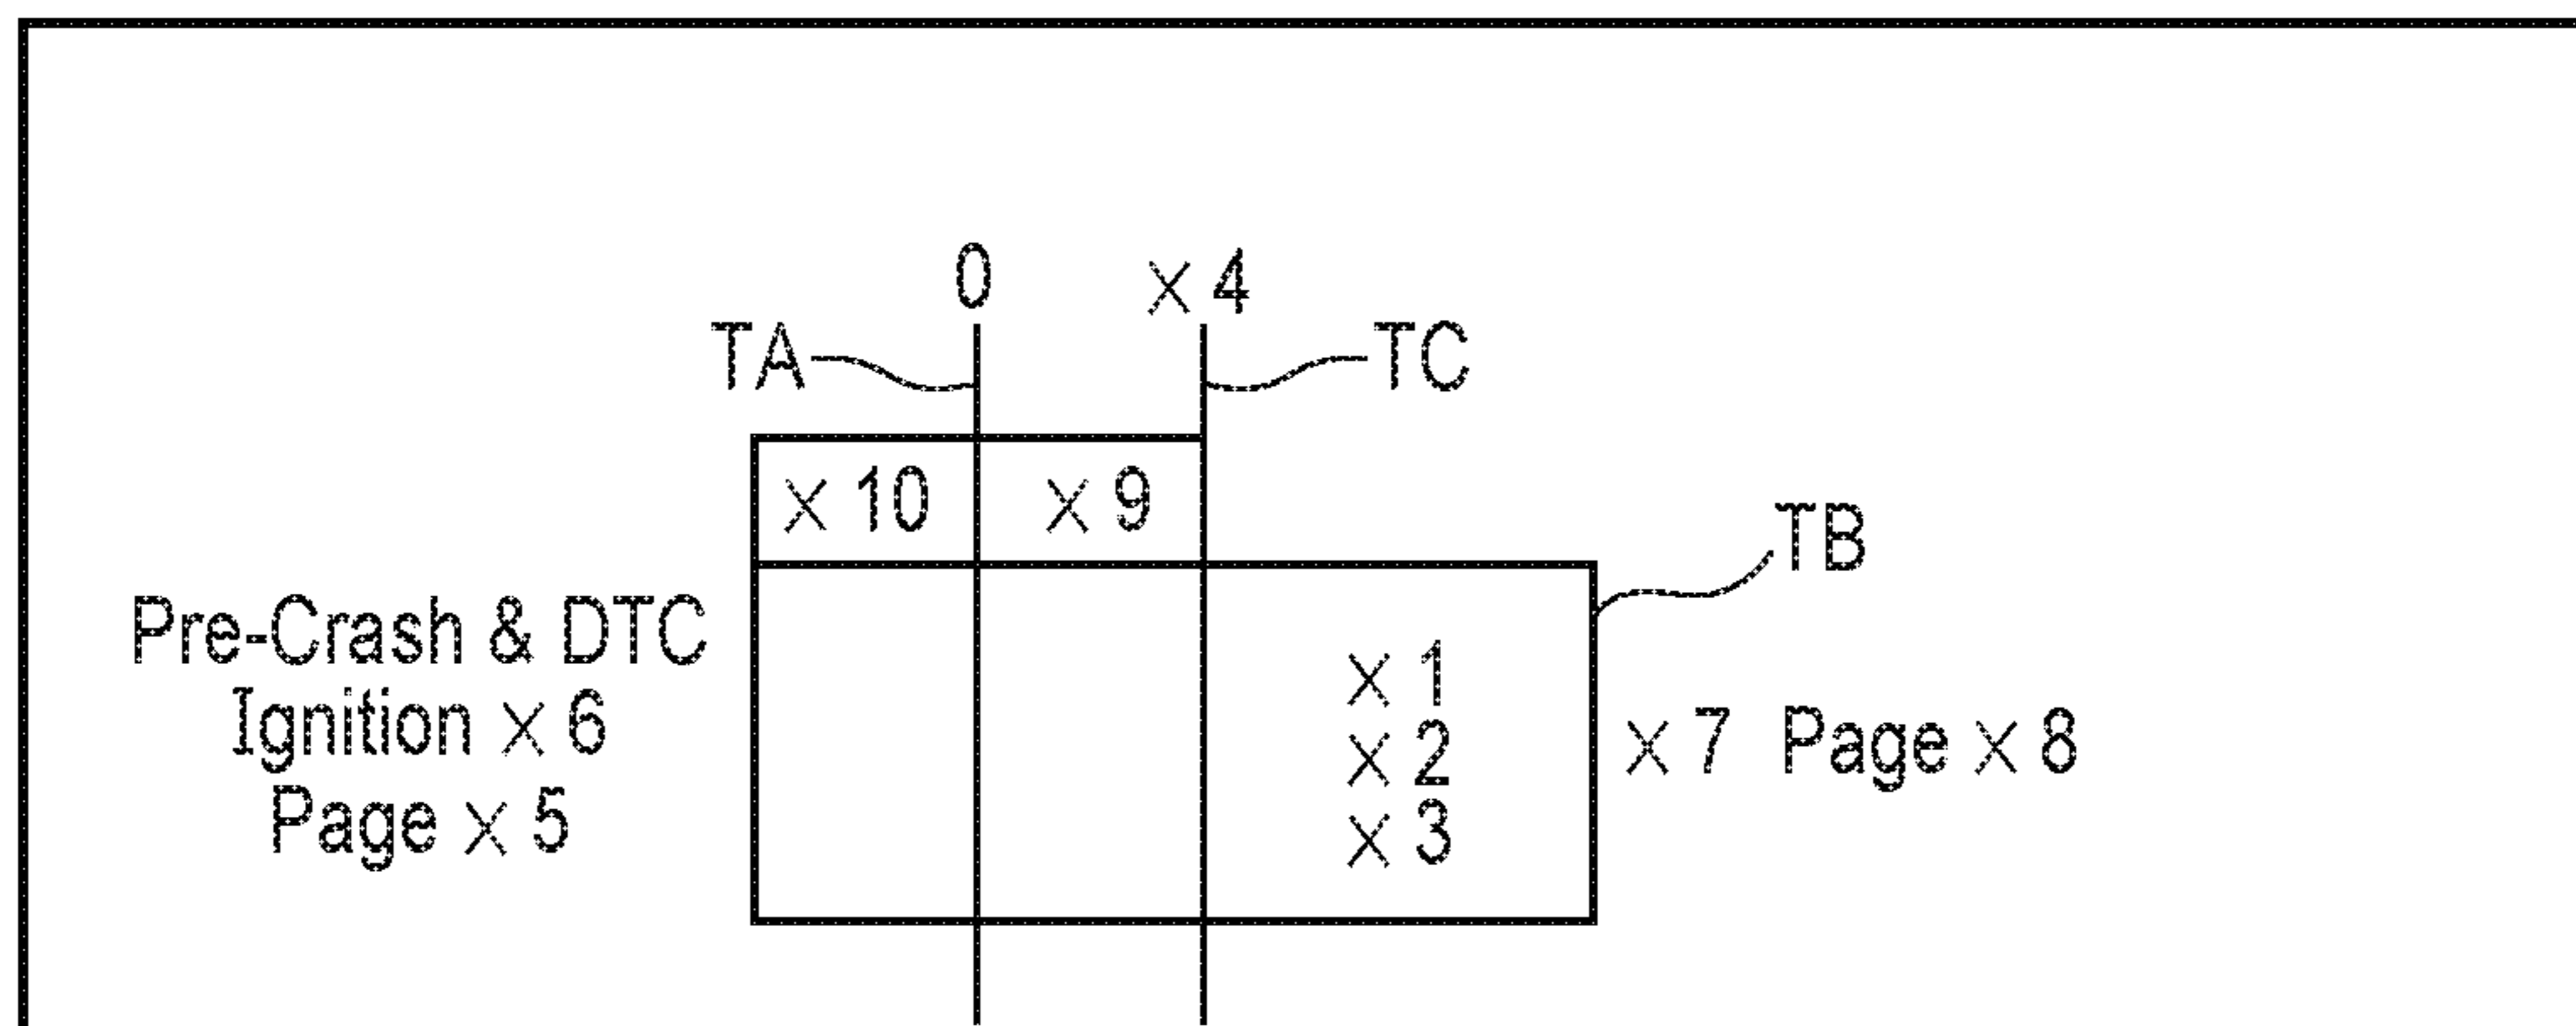 0 × 4
TA TC
× 10 × 9
TB
Pre-Crash & DTC
Ignition × 6
Page × 5
× 1
× 2
× 3
× 7 Page × 8